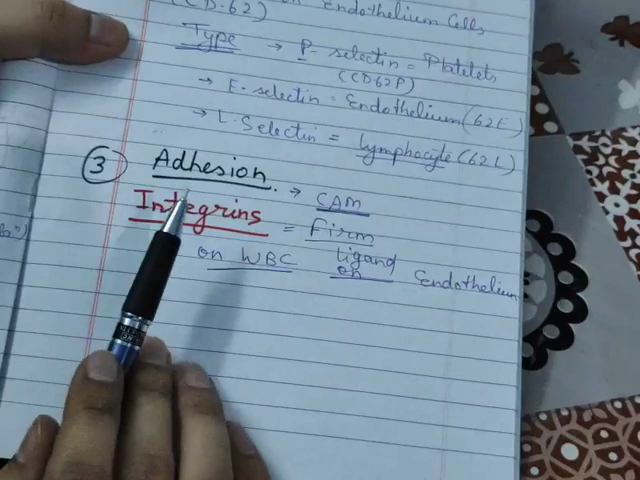 (CD-62) on Endothelium Cells
Type → P-selectin = Platelets
(CD62P)
→ E-selectin = Endothelium (62E)
→ L-Selectin = lymphocyte (62L)
③ Adhesion → CAM
Integrins = Firm
on WBC ligand on Endothelium